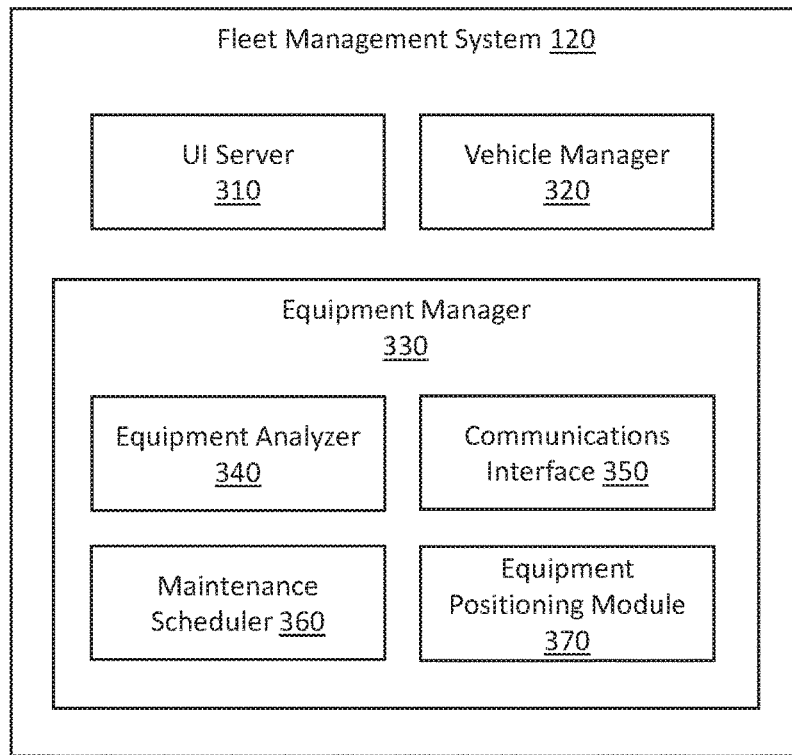 Fleet Management System 120
UI Server
310
Vehicle Manager
320
Equipment Manager
330
Equipment Analyzer
340
Communications
Interface 350
Maintenance
Scheduler 360
Equipment
Positioning Module
370